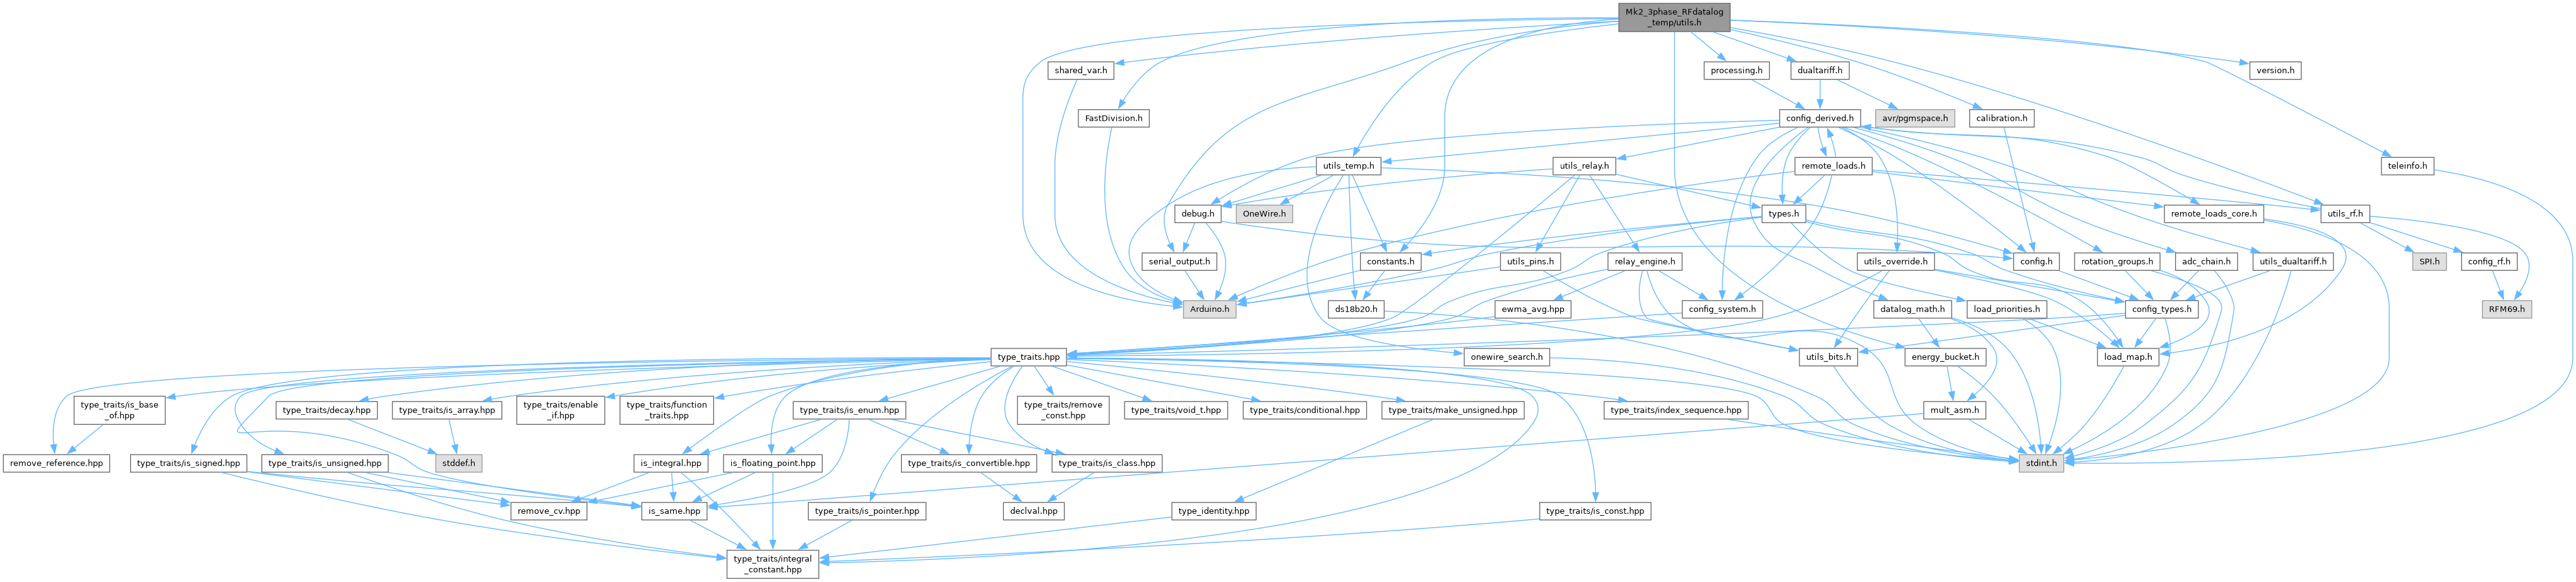 Mk2_3phase_RFdatalog
_temp/utils.h
shared_var.h
processing.h
dualtariff.h
version.h
FastDivision.h
config_derived.h
avr/pgmspace.h
calibration.h
utils_temp.h
utils_relay.h
remote_loads.h
teleinfo.h
debug.h
OneWire.h
types.h
remote_loads_core.h
utils_rf.h
serial_output.h
constants.h
utils_pins.h
relay_engine.h
utils_override.h
config.h
rotation_groups.h
adc_chain.h
utils_dualtariff.h
SPI.h
config_rf.h
Arduino.h
ds18b20.h
ewma_avg.hpp
config_system.h
datalog_math.h
load_priorities.h
config_types.h
RFM69.h
type_traits.hpp
onewire_search.h
utils_bits.h
energy_bucket.h
load_map.h
type_traits/is_base
_of.hpp
type_traits/decay.hpp
type_traits/is_array.hpp
type_traits/enable
_if.hpp
type_traits/function
_traits.hpp
type_traits/is_enum.hpp
type_traits/remove
_const.hpp
type_traits/void_t.hpp
type_traits/conditional.hpp
type_traits/make_unsigned.hpp
type_traits/index_sequence.hpp
mult_asm.h
remove_reference.hpp
type_traits/is_signed.hpp
type_traits/is_unsigned.hpp
stddef.h
is_integral.hpp
is_floating_point.hpp
type_traits/is_convertible.hpp
type_traits/is_class.hpp
stdint.h
remove_cv.hpp
is_same.hpp
type_traits/is_pointer.hpp
declval.hpp
type_identity.hpp
type_traits/is_const.hpp
type_traits/integral
_constant.hpp